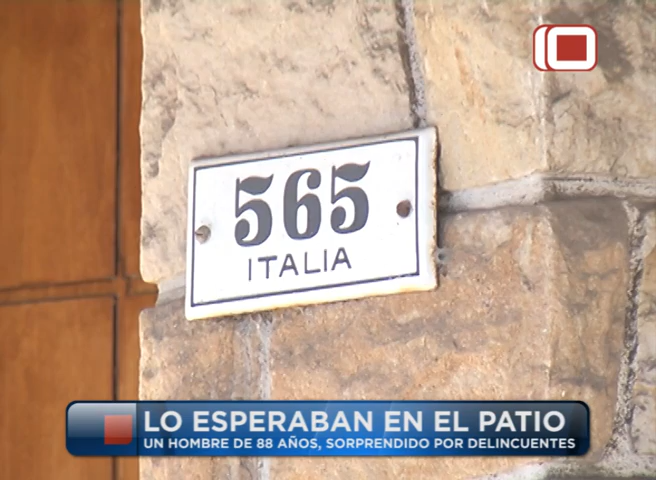 565
ITALIA
LO ESPERABAN EN EL PATIO
UN HOMBRE DE 88 AÑOS, SORPRENDIDO POR DELINCUENTES